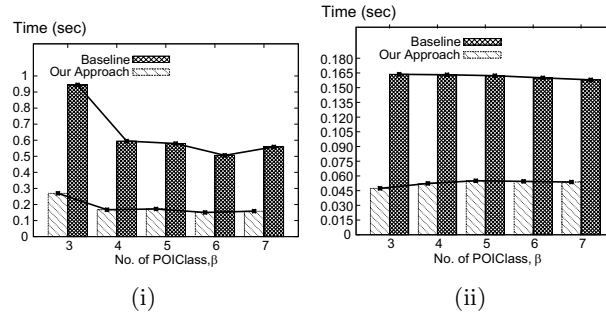 Time (sec)
Baseline
Our Approach
1
0.9
0.8
0.7
0.6
0.5
0.4
0.3
0.2
0.1
0
3 4 5 6 7
No. of POIClass,β
(i)
Time (sec)
Baseline
Our Approach
0.180
0.165
0.150
0.135
0.120
0.105
0.090
0.075
0.060
0.045
0.030
0.015
0.000
3 4 5 6 7
No. of POIClass,β
(ii)